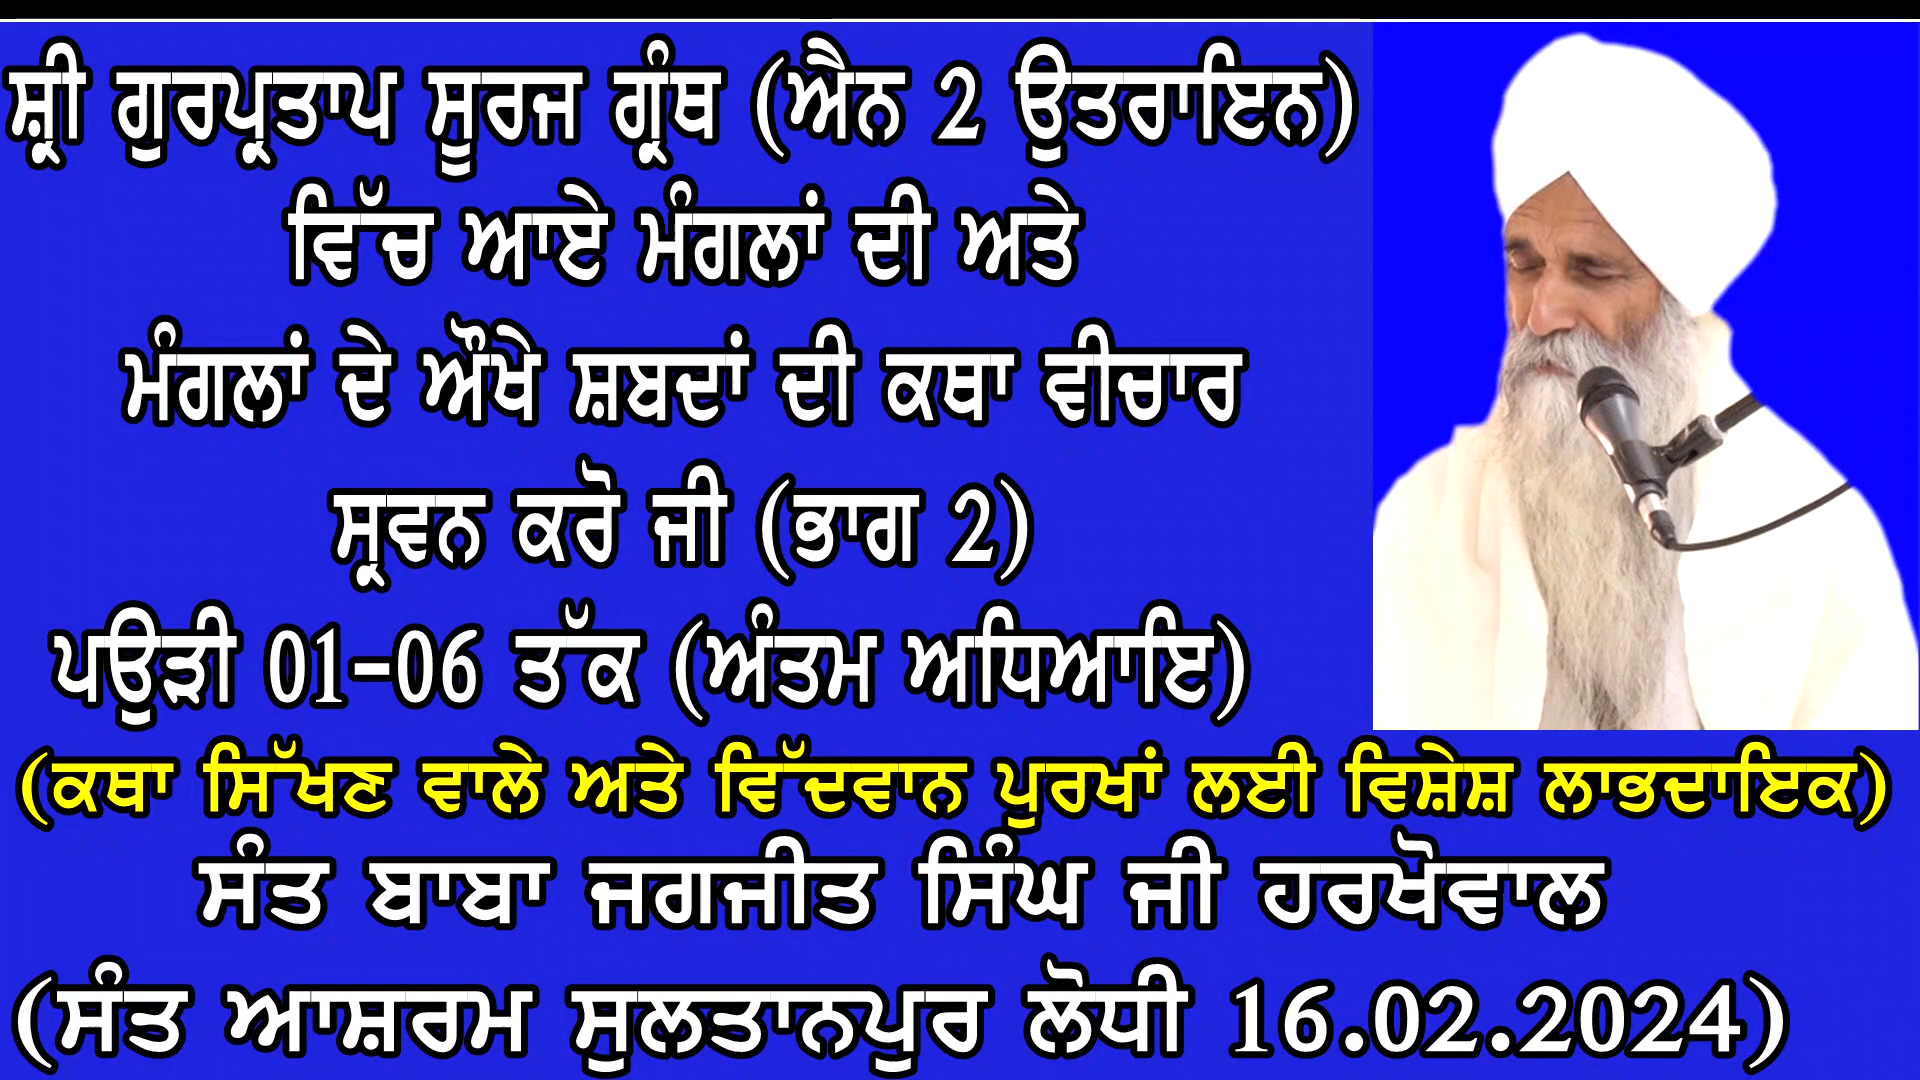 ਸ਼੍ਰੀ ਗੁਰਪ੍ਰਤਾਪ ਸੂਰਜ ਗ੍ਰੰਥ (ਐਨ 2 ਉਤਰਾਇਨ)
ਵਿੱਚ ਆਏ ਮੰਗਲਾਂ ਦੀ ਅਤੇ
ਮੰਗਲਾਂ ਦੇ ਔਖੇ ਸ਼ਬਦਾਂ ਦੀ ਕਥਾ ਵੀਚਾਰ
ਸ੍ਰਵਨ ਕਰੋ ਜੀ (ਭਾਗ 2)
ਪਉੜੀ 01-06 ਤੱਕ (ਅੰਤਮ ਅਧਿਆਇ)
(ਕਥਾ ਸਿੱਖਣ ਵਾਲੇ ਅਤੇ ਵਿੱਦਵਾਨ ਪੁਰਖਾਂ ਲਈ ਵਿਸ਼ੇਸ਼ ਲਾਭਦਾਇਕ)
ਸੰਤ ਬਾਬਾ ਜਗਜੀਤ ਸਿੰਘ ਜੀ ਹਰਖੋਵਾਲ
(ਸੰਤ ਆਸ਼ਰਮ ਸੁਲਤਾਨਪੁਰ ਲੋਧੀ 16.02.2024)